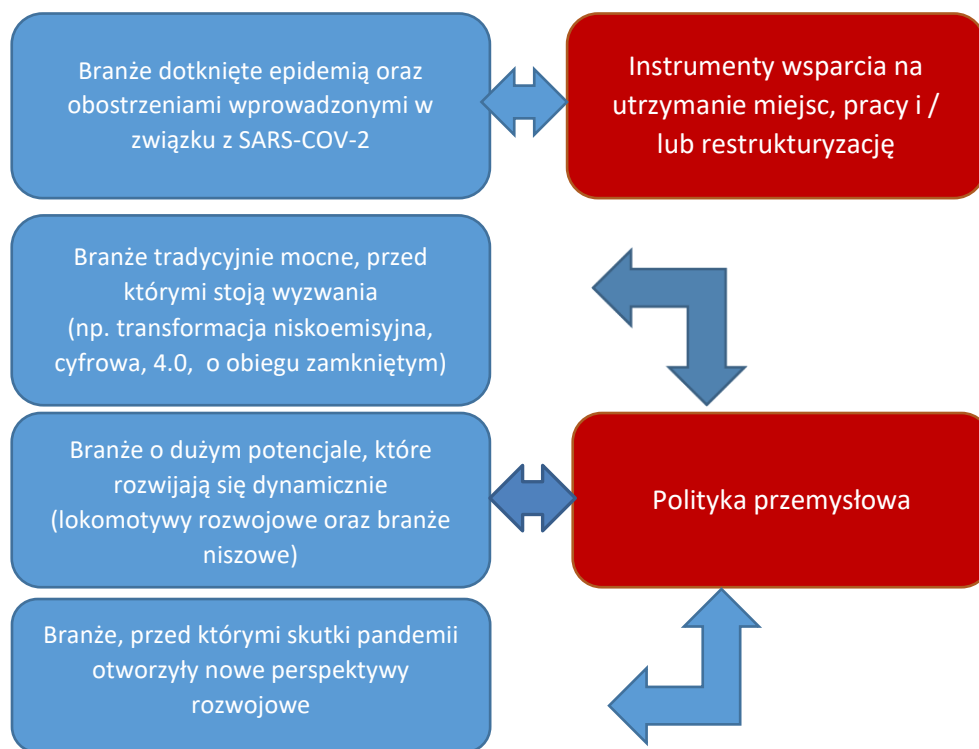 Branże dotknięte epidemią oraz
obostrzeniami wprowadzonymi w
związku z SARS-COV-2
Instrumenty wsparcia na
utrzymanie miejsc, pracy i /
lub restrukturyzację
Branże tradycyjnie mocne, przed
którymi stoją wyzwania
(np. transformacja niskoemisyjna,
cyfrowa, 4.0,  o obiegu zamkniętym)
Branże o dużym potencjale, które
rozwijają się dynamicznie
(lokomotywy rozwojowe oraz branże
niszowe)
Polityka przemysłowa
Branże, przed którymi skutki pandemii
otworzyły nowe perspektywy
rozwojowe